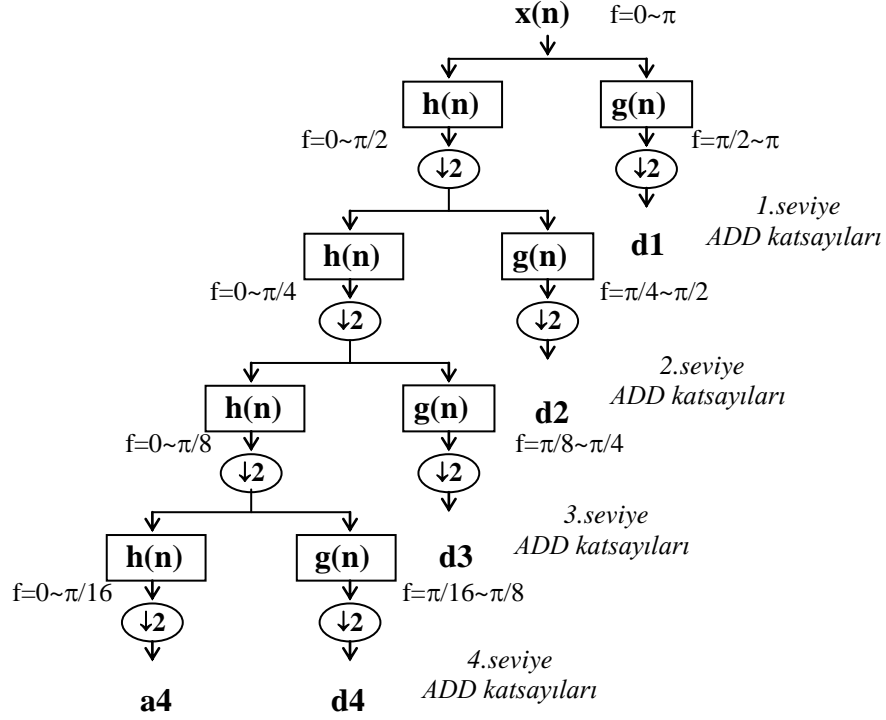 x(n) f=0~π
h(n) g(n)
f=0~π/2 f=π/2~π
↓2 ↓2
1.seviye
ADD katsayıları
d1
h(n) g(n)
f=0~π/4 f=π/4~π/2
↓2 ↓2
2.seviye
ADD katsayıları
d2
h(n) g(n)
f=0~π/8 f=π/8~π/4
↓2 ↓2
3.seviye
ADD katsayıları
d3
h(n) g(n)
f=0~π/16 f=π/16~π/8
↓2 ↓2
4.seviye
ADD katsayıları
a4 d4